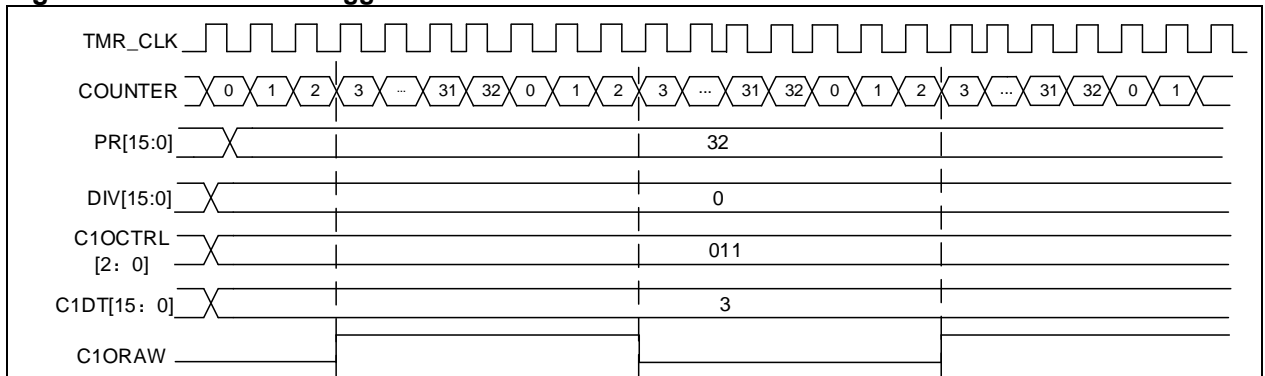 TMR_CLK
COUNTER 0 1 2 3 ... 31 32 0 1 2 3 ... 31 32 0 1 2 3 ... 31 32 0 1
PR[15:0] 32
DIV[15:0] 0
C1OCTRL
[2：0] 011
C1DT[15：0] 3
C1ORAW